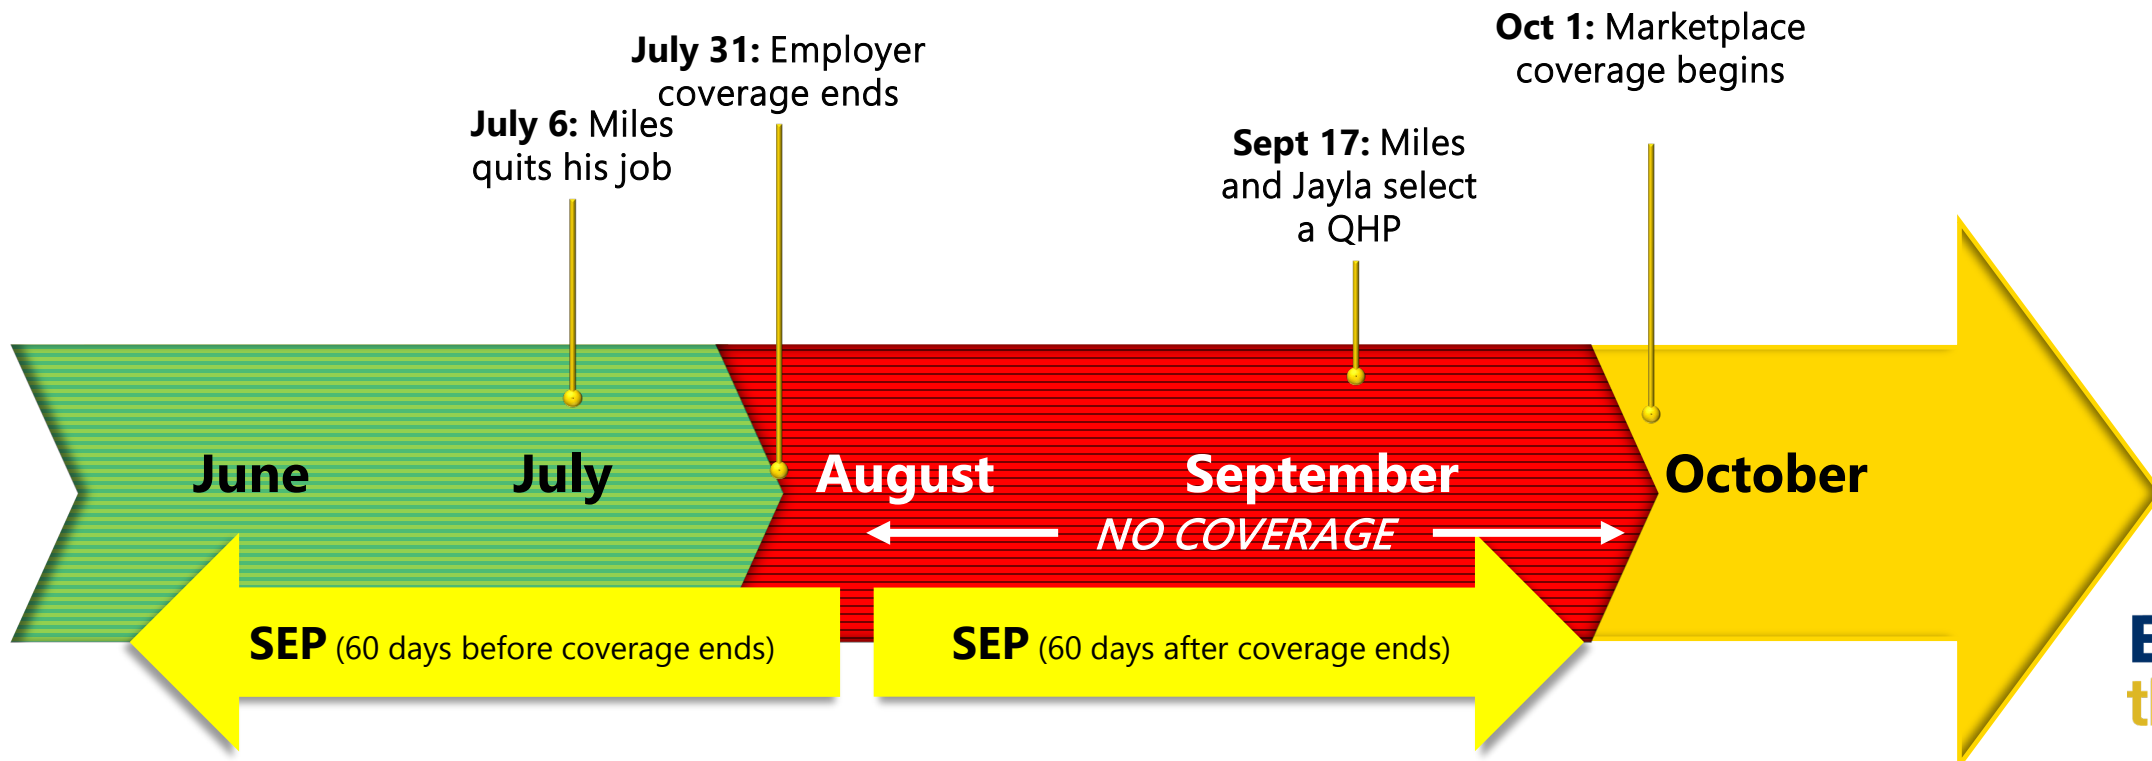 July 31: Employer
coverage ends
July 6: Miles
quits his job
Oct 1: Marketplace
coverage begins
Sept 17: Miles
and Jayla select
a QHP
June
July
August
September
October
NO COVERAGE
SEP (60 days before coverage ends)
SEP (60 days after coverage ends)